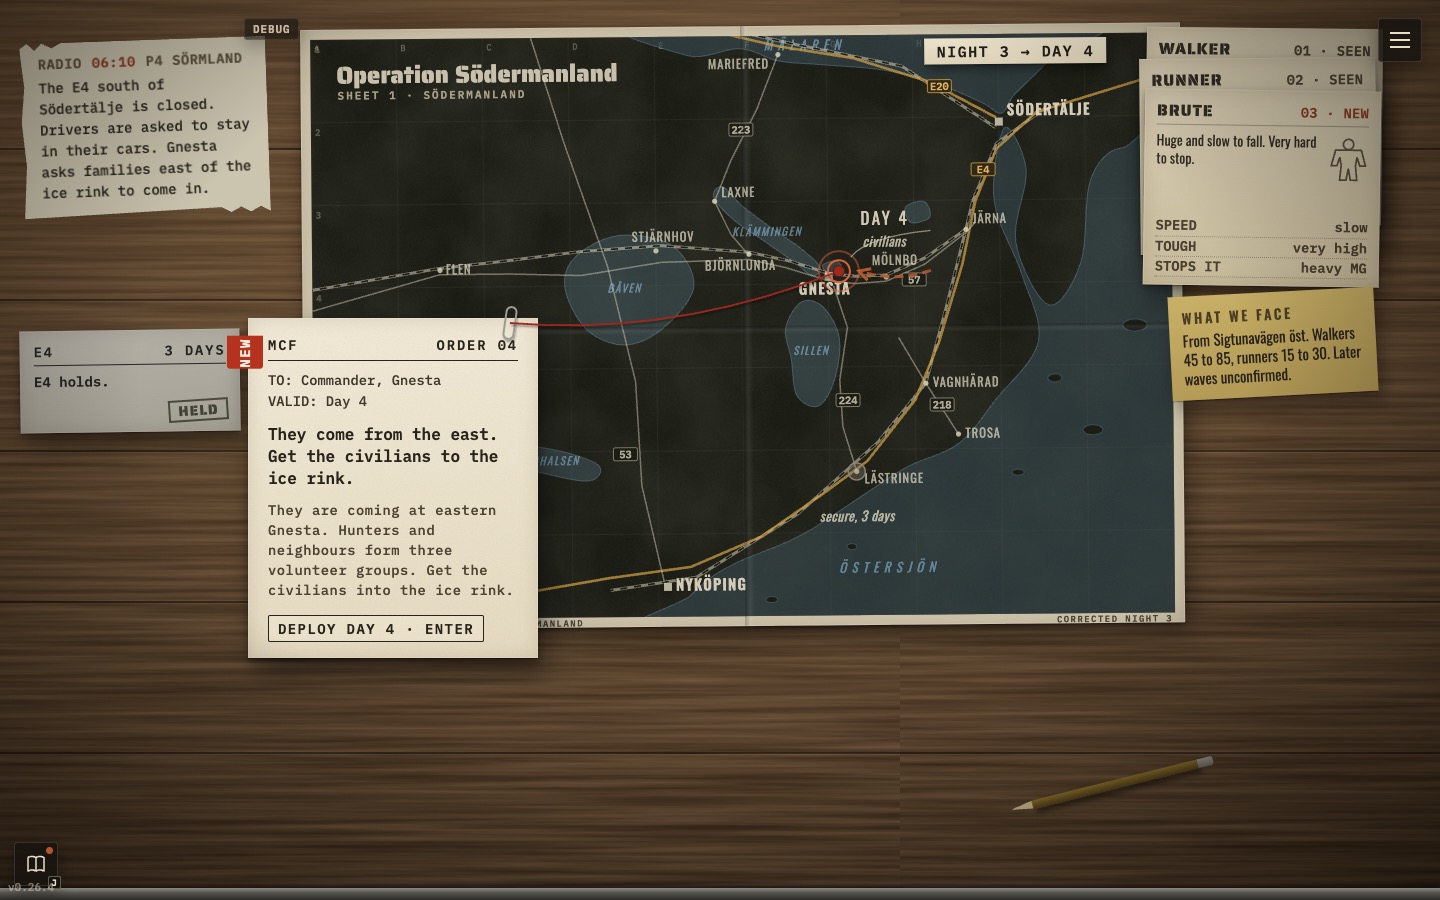 DEBUG
RADIO 06:10 P4 SÖRMLAND
The E4 south of
Södertälje is closed.
Drivers are asked to stay
in their cars. Gnesta
asks families east of the
ice rink to come in.
E4 3 DAYS
E4 holds.
HELD
NEW
MCF ORDER 04
TO: Commander, Gnesta
VALID: Day 4
They come from the east.
Get the civilians to the
ice rink.
They are coming at eastern
Gnesta. Hunters and
neighbours form three
volunteer groups. Get the
civilians into the ice rink.
DEPLOY DAY 4 · ENTER
Operation Södermanland
SHEET 1 · SÖDERMANLAND
B C D E F H
2
3
4
NIGHT 3 → DAY 4
MÄLAREN
MARIEFRED
E20
SÖDERTÄLJE
223
E4
LAXNE
DAY 4
JÄRNA
STJÄRNHOV
KLÄMMINGEN
civilians
BJÖRNLUNDA
MÖLNBO
FLEN
57
GNESTA
BÅVEN
SILLEN
VAGNHÄRAD
224
218
TROSA
53
HALSEN
LÄSTRINGE
secure, 3 days
ÖSTERSJÖN
NYKÖPING
MANLAND
CORRECTED NIGHT 3
WALKER 01 · SEEN
RUNNER 02 · SEEN
BRUTE 03 · NEW
Huge and slow to fall. Very hard
to stop.
SPEED slow
TOUGH very high
STOPS IT heavy MG
WHAT WE FACE
From Sigtunavägen öst. Walkers
45 to 85, runners 15 to 30. Later
waves unconfirmed.
J